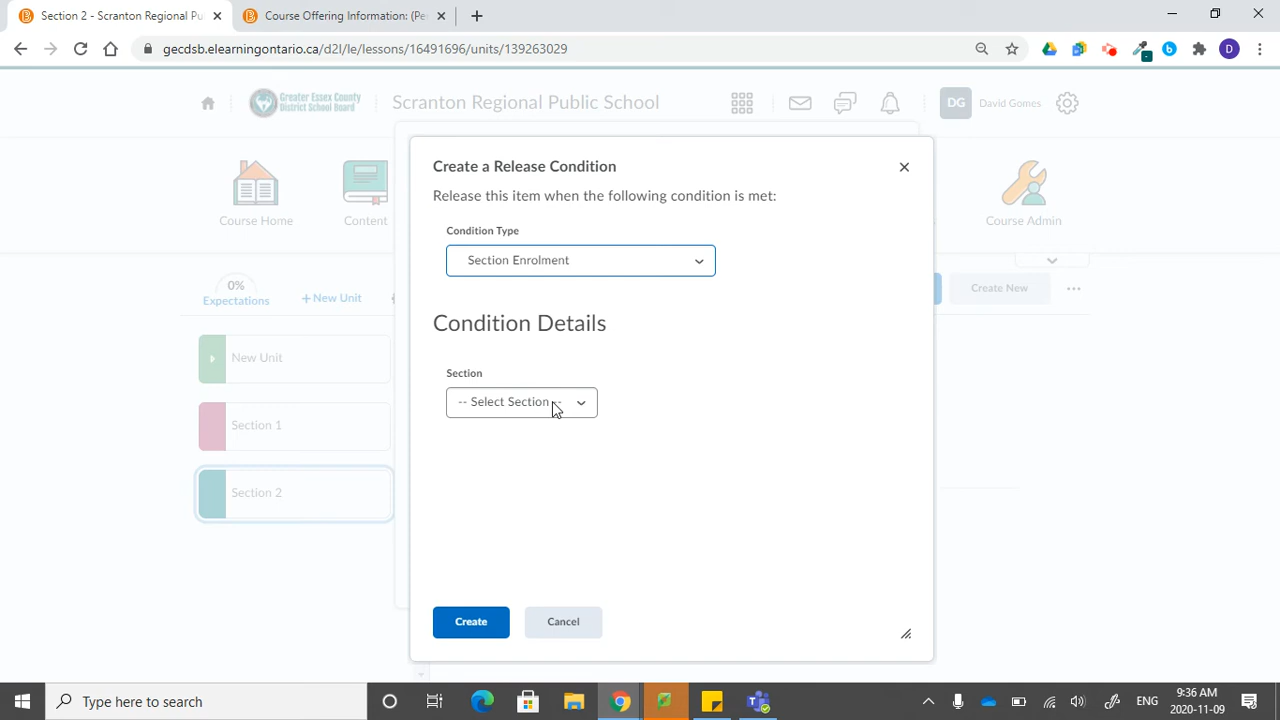 Section 2 - Scranton Regional Pu
Course Offering Information: (Pe
gecdsb.elearningontario.ca/d2l/le/lessons/16491696/units/139263029
b
D
Greater Essex County
District School Board
Scranton Regional Public School
DG
David Gomes
Course Home
Content
Course Admin
Create a Release Condition
Release this item when the following condition is met:
Condition Type
Section Enrolment
0%
Expectations
+ New Unit
Create New
Condition Details
New Unit
Section
-- Select Section --
Section 1
Section 2
Create
Cancel
Type here to search
ENG
9:36 AM
2020-11-09